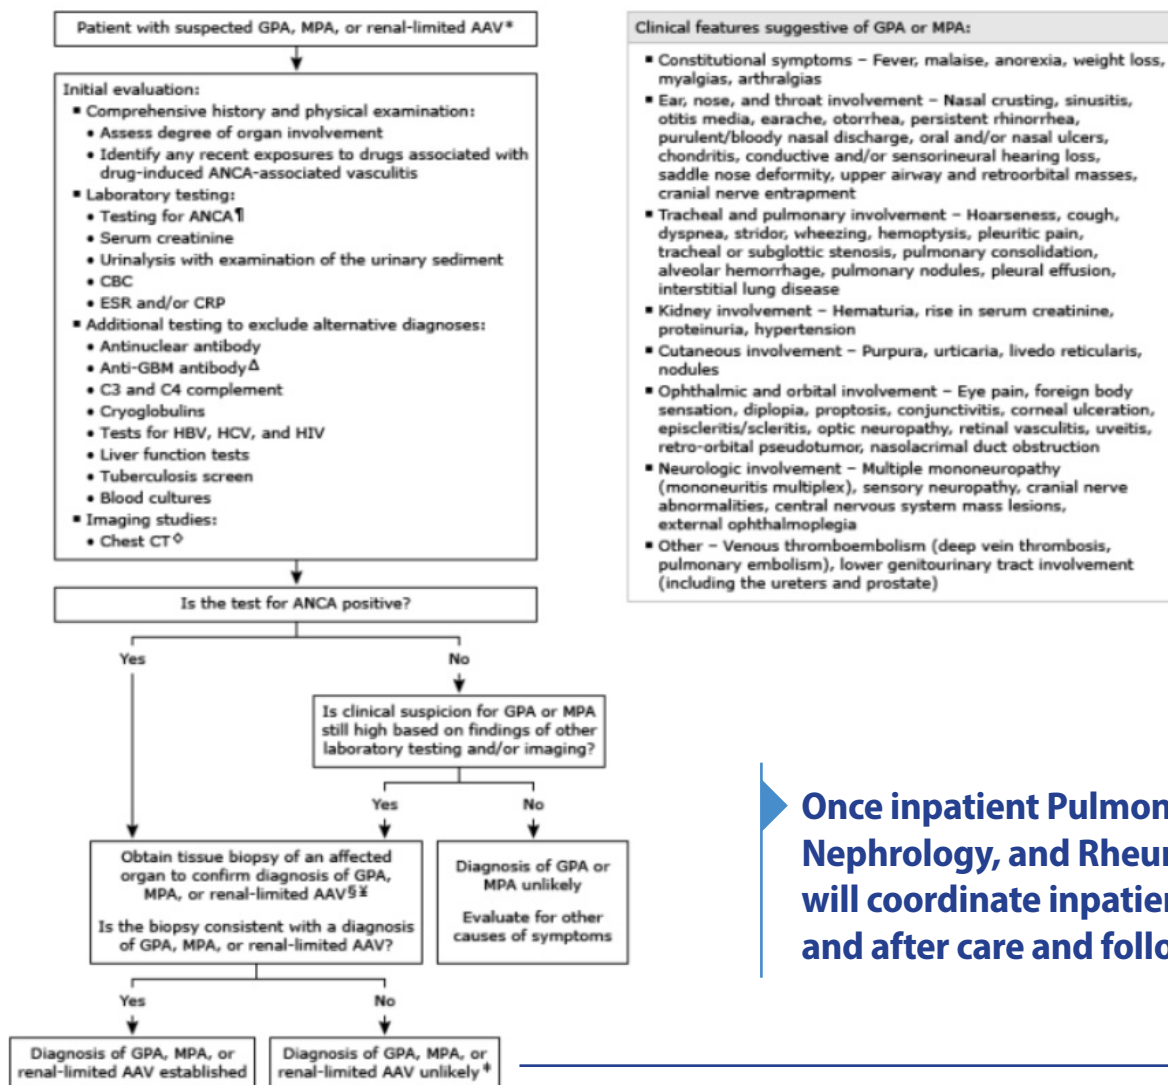 Patient with suspected GPA, MPA, or renal-limited AAV*
Initial evaluation:
▪ Comprehensive history and physical examination:
• Assess degree of organ involvement
• Identify any recent exposures to drugs associated with
drug-induced ANCA-associated vasculitis
▪ Laboratory testing:
• Testing for ANCA¶
• Serum creatinine
• Urinalysis with examination of the urinary sediment
• CBC
• ESR and/or CRP
▪ Additional testing to exclude alternative diagnoses:
• Antinuclear antibody
• Anti-GBM antibodyΔ
• C3 and C4 complement
• Cryoglobulins
• Tests for HBV, HCV, and HIV
• Liver function tests
• Tuberculosis screen
• Blood cultures
▪ Imaging studies:
• Chest CT◊
Is the test for ANCA positive?
Yes
No
Is clinical suspicion for GPA or MPA
still high based on findings of other
laboratory testing and/or imaging?
Yes
No
Obtain tissue biopsy of an affected
organ to confirm diagnosis of GPA,
MPA, or renal-limited AAV§¥
Is the biopsy consistent with a diagnosis
of GPA, MPA, or renal-limited AAV?
Diagnosis of GPA or
MPA unlikely
Evaluate for other
causes of symptoms
Yes
No
Diagnosis of GPA, MPA, or
renal-limited AAV established
Diagnosis of GPA, MPA, or
renal-limited AAV unlikely‡
Clinical features suggestive of GPA or MPA:
▪ Constitutional symptoms – Fever, malaise, anorexia, weight loss,
myalgias, arthralgias
▪ Ear, nose, and throat involvement – Nasal crusting, sinusitis,
otitis media, earache, otorrhea, persistent rhinorrhea,
purulent/bloody nasal discharge, oral and/or nasal ulcers,
chondritis, conductive and/or sensorineural hearing loss,
saddle nose deformity, upper airway and retroorbital masses,
cranial nerve entrapment
▪ Tracheal and pulmonary involvement – Hoarseness, cough,
dyspnea, stridor, wheezing, hemoptysis, pleuritic pain,
tracheal or subglottic stenosis, pulmonary consolidation,
alveolar hemorrhage, pulmonary nodules, pleural effusion,
interstitial lung disease
▪ Kidney involvement – Hematuria, rise in serum creatinine,
proteinuria, hypertension
▪ Cutaneous involvement – Purpura, urticaria, livedo reticularis,
nodules
▪ Ophthalmic and orbital involvement – Eye pain, foreign body
sensation, diplopia, proptosis, conjunctivitis, corneal ulceration,
episcleritis/scleritis, optic neuropathy, retinal vasculitis, uveitis,
retro-orbital pseudotumor, nasolacrimal duct obstruction
▪ Neurologic involvement – Multiple mononeuropathy
(mononeuritis multiplex), sensory neuropathy, cranial nerve
abnormalities, central nervous system mass lesions,
external ophthalmoplegia
▪ Other – Venous thromboembolism (deep vein thrombosis,
pulmonary embolism), lower genitourinary tract involvement
(including the ureters and prostate)
Once inpatient Pulmon
Nephrology, and Rheur
will coordinate inpatien
and after care and follo